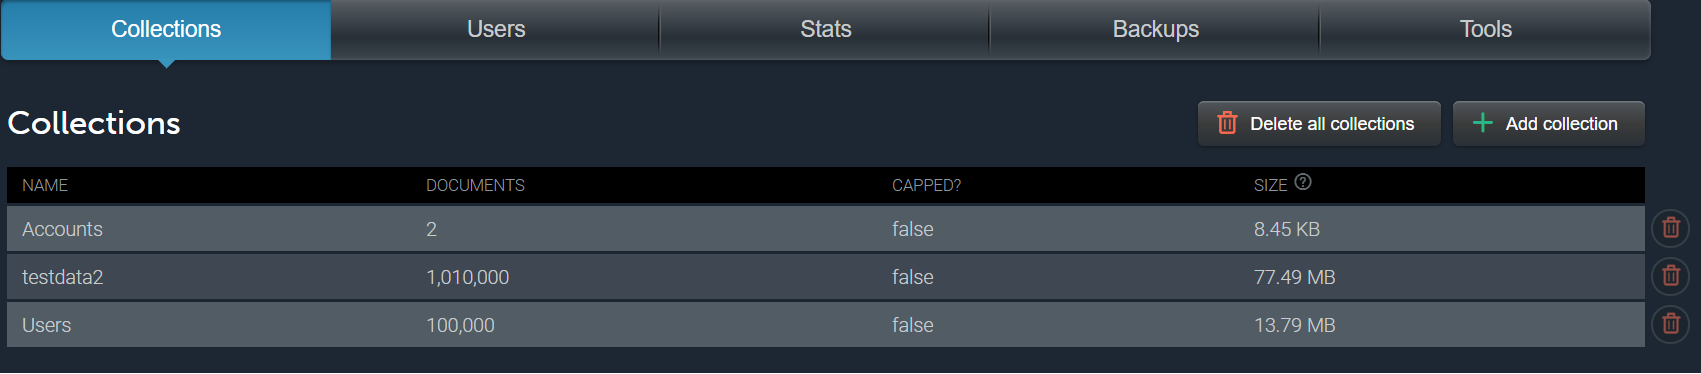 Collections Users Stats Backups Tools
Collections Delete all collections Add collection
NAME DOCUMENTS CAPPED? SIZE ?
Accounts 2 false 8.45 KB
testdata2 1,010,000 false 77.49 MB
Users 100,000 false 13.79 MB